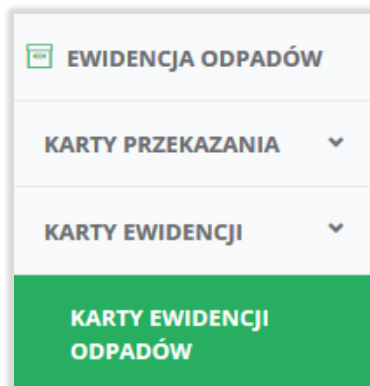 EWIDENCJA ODPADÓW
KARTY PRZEKAZANIA
KARTY EWIDENCJI
KARTY EWIDENCJI
ODPADÓW